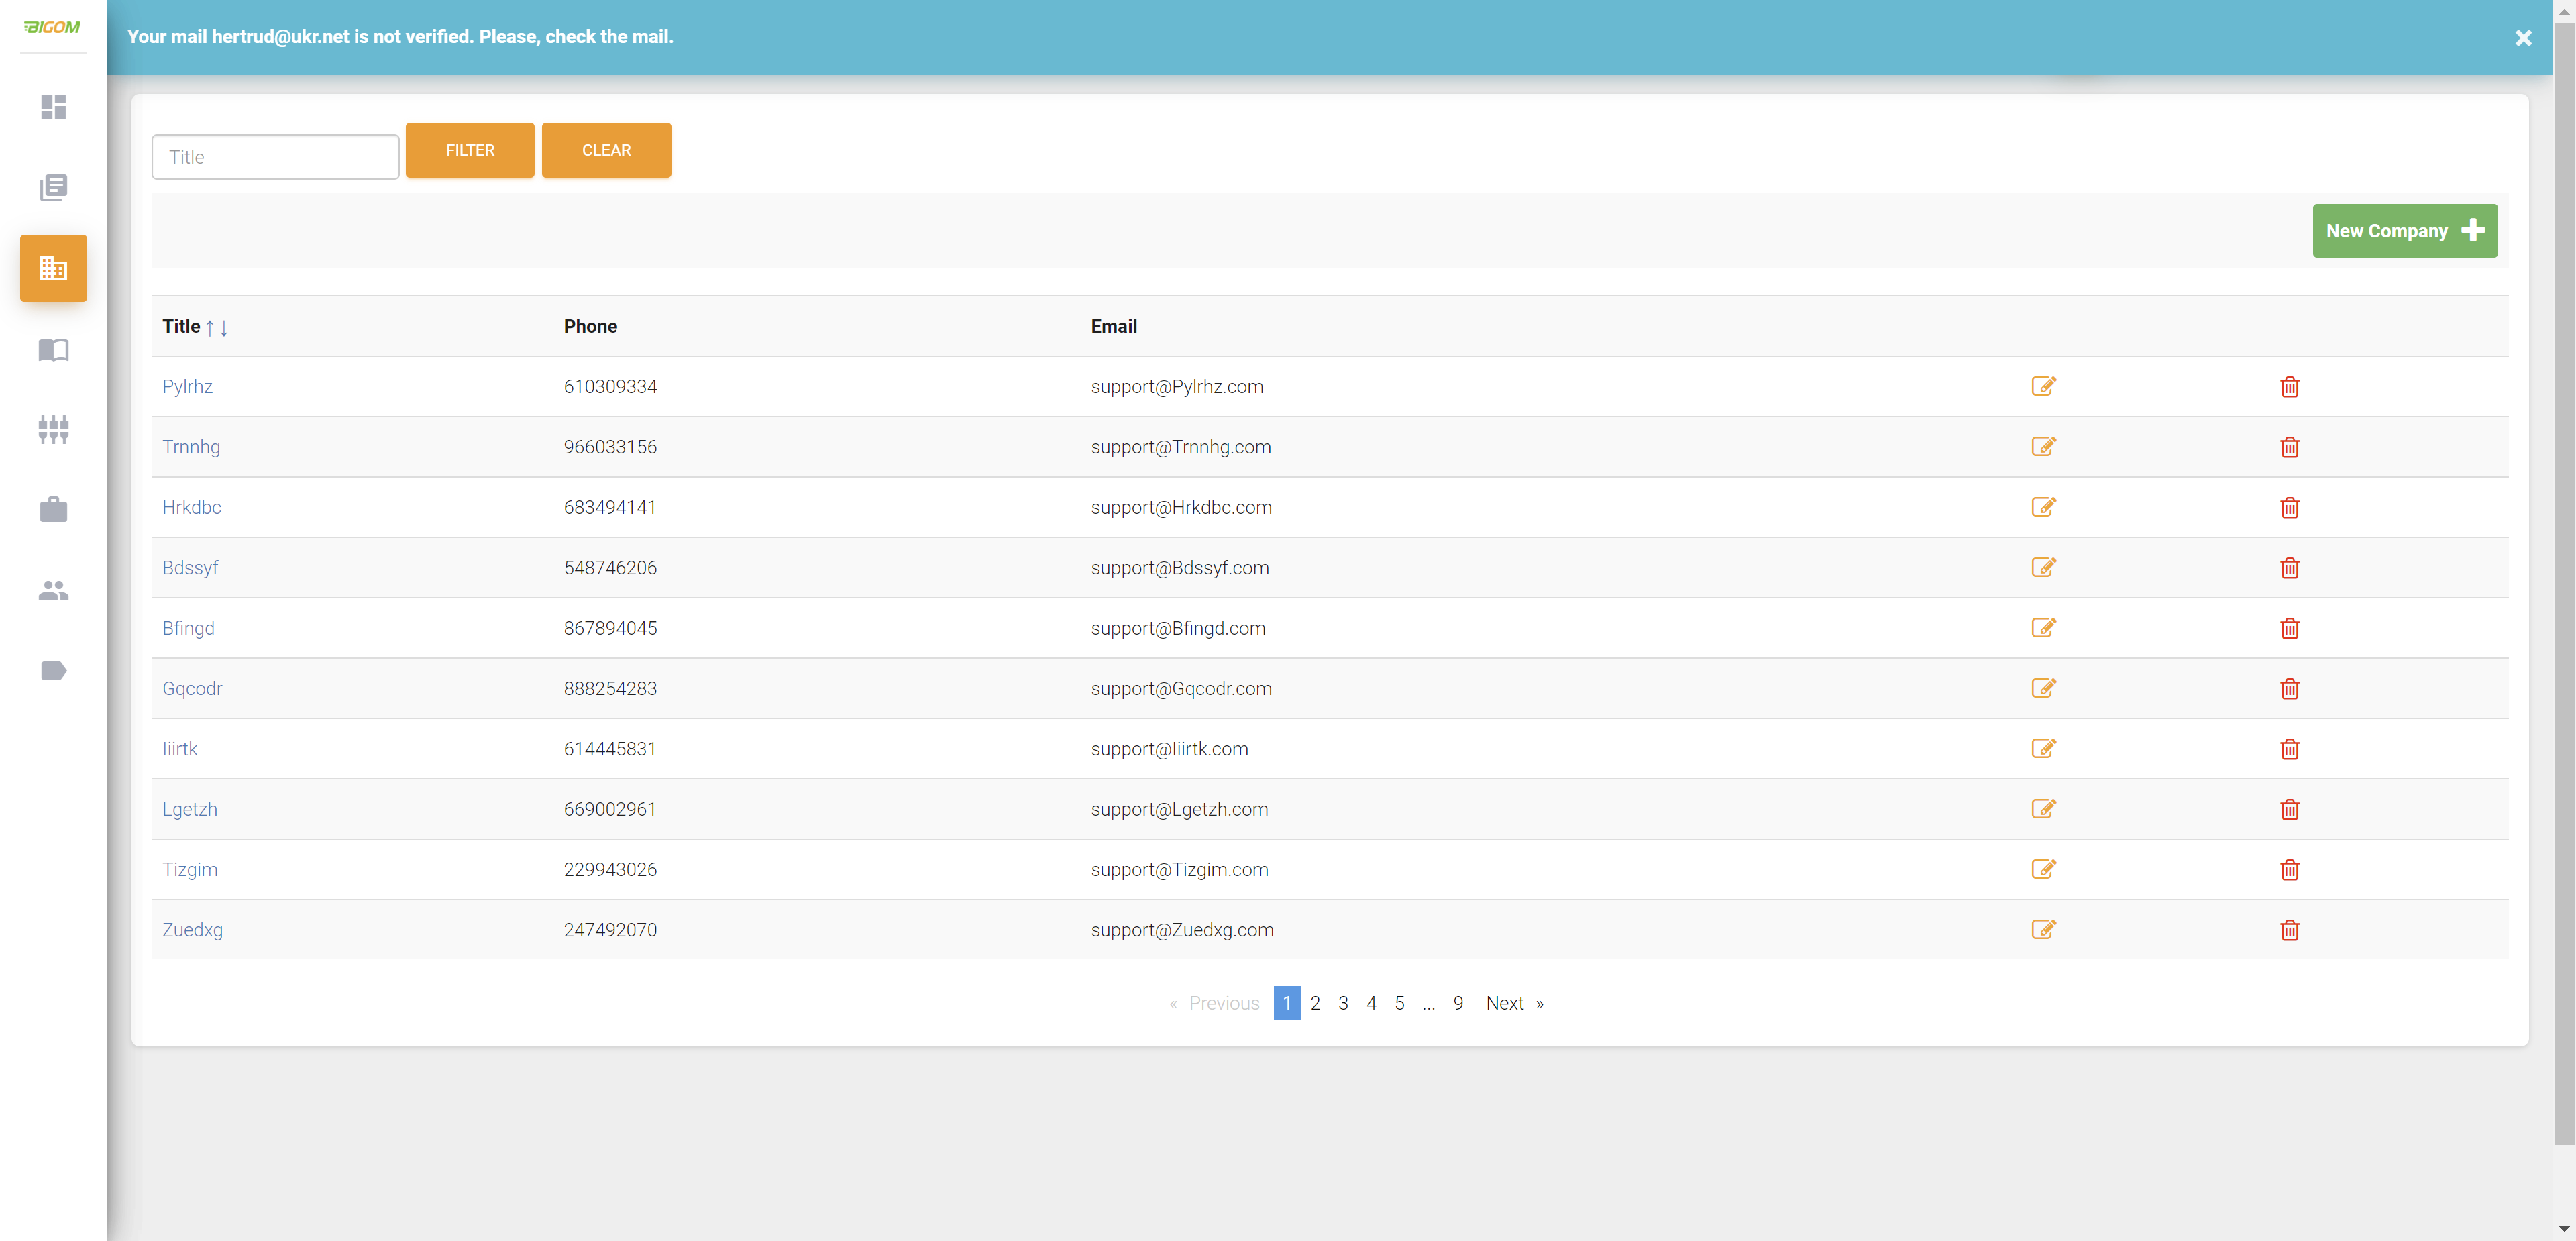 BIGOM
Your mail hertrud@ukr.net is not verified. Please, check the mail.
Title
FILTER
CLEAR
New Company
Title ↑↓ Phone Email
Pylrhz 610309334 support@Pylrhz.com
Trnnhg 966033156 support@Trnnhg.com
Hrkdbc 683494141 support@Hrkdbc.com
Bdssyf 548746206 support@Bdssyf.com
Bfingd 867894045 support@Bfingd.com
Gqcodr 888254283 support@Gqcodr.com
Iiirtk 614445831 support@Iiirtk.com
Lgetzh 669002961 support@Lgetzh.com
Tizgim 229943026 support@Tizgim.com
Zuedxg 247492070 support@Zuedxg.com
« Previous 1 2 3 4 5 ... 9 Next »